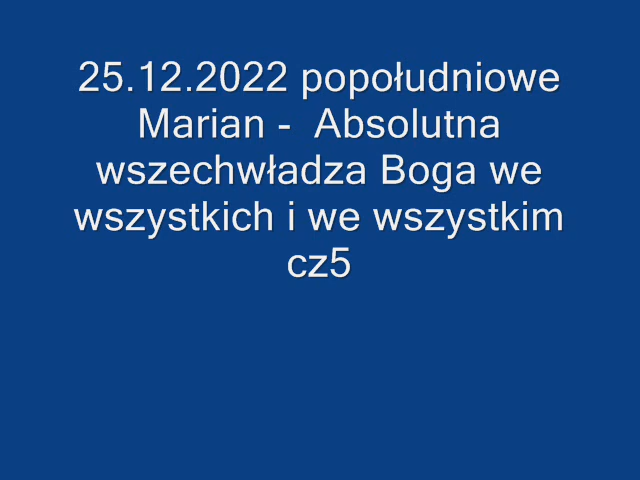 25.12.2022 popołudniowe
Marian -  Absolutna
wszechwładza Boga we
wszystkich i we wszystkim
cz5